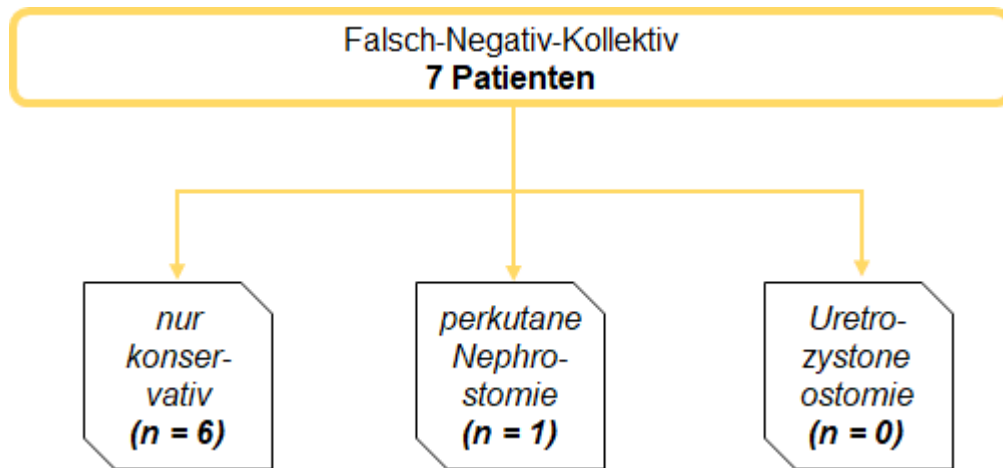 Falsch-Negativ-Kollektiv
7 Patienten
nur
konser-
vativ
(n = 6)
perkutane
Nephro-
stomie
(n = 1)
Uretro-
zystone
ostomie
(n = 0)